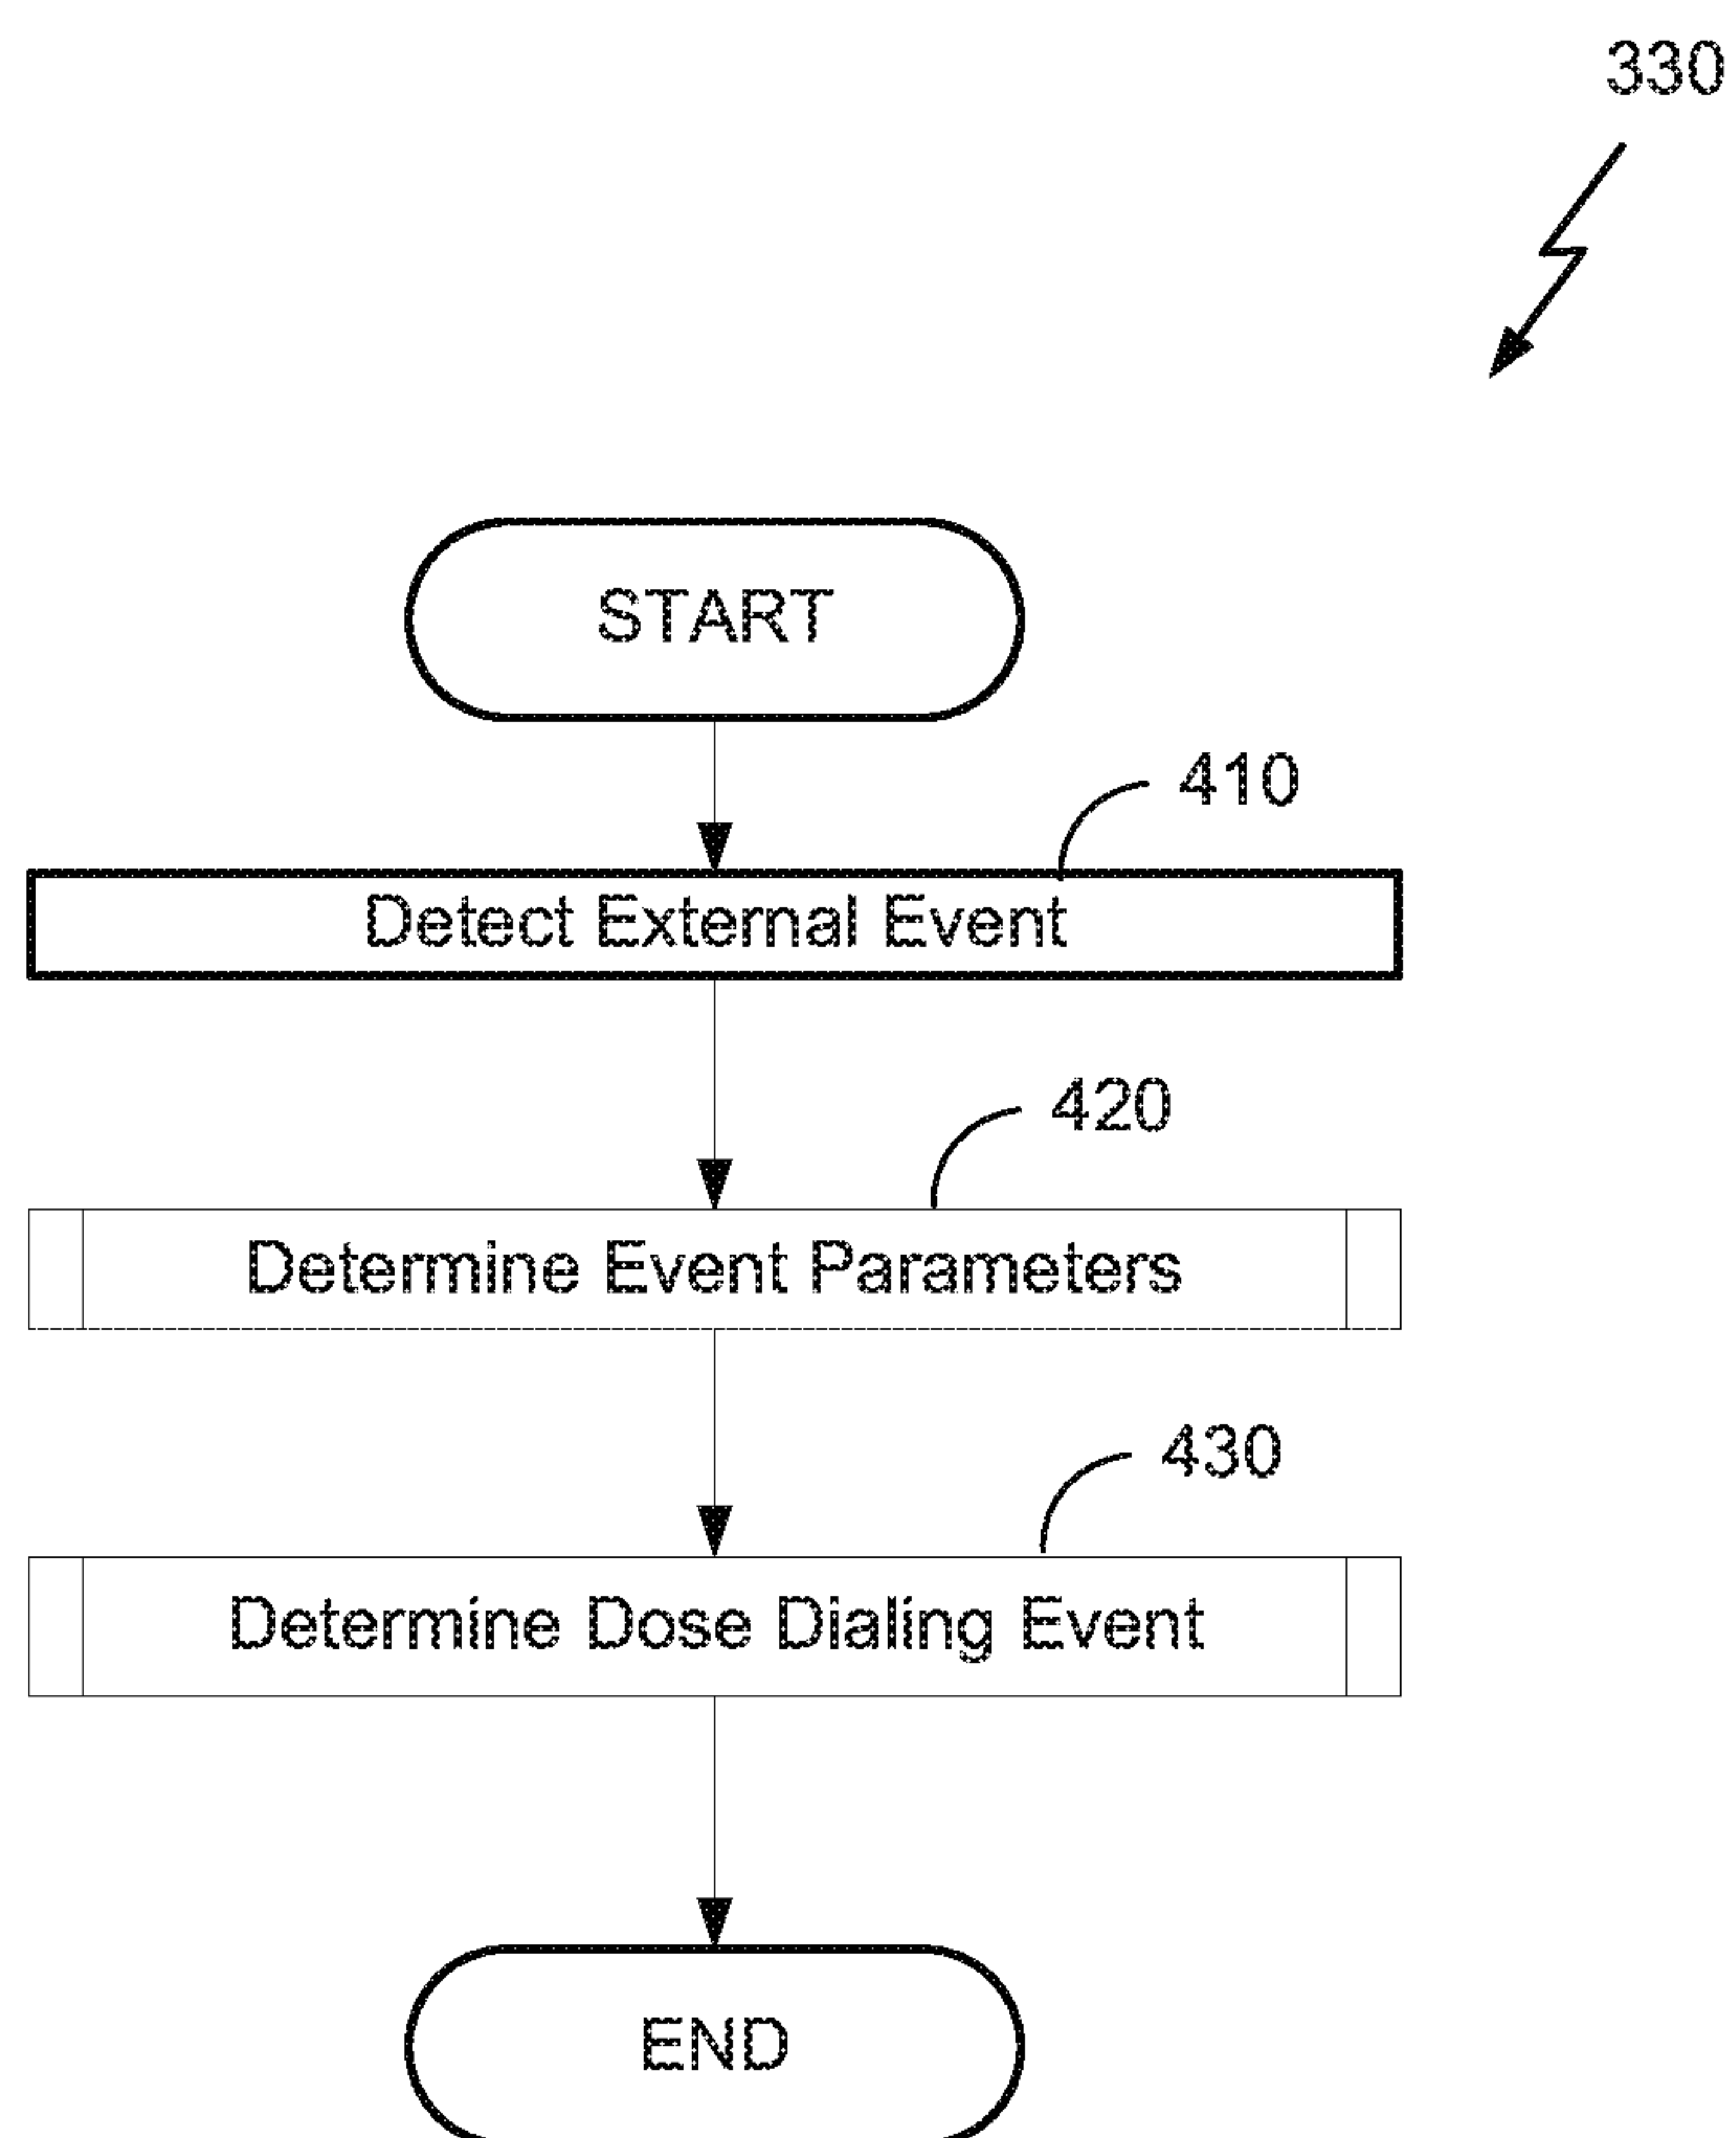 330
START
410
Detect External Event
420
Determine Event Parameters
430
Determine Dose Dialing Event
END